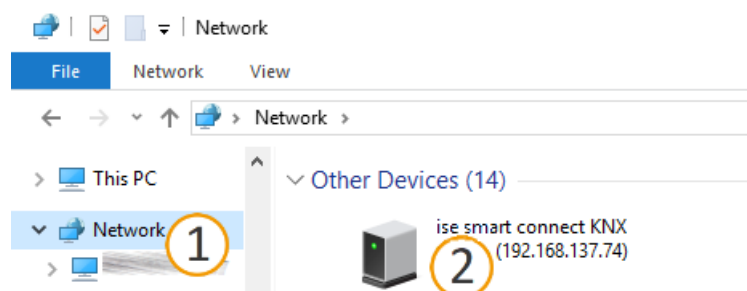 Network
File Network View
Network
This PC
Other Devices (14)
Network
1
ise smart connect KNX
2
(192.168.137.74)